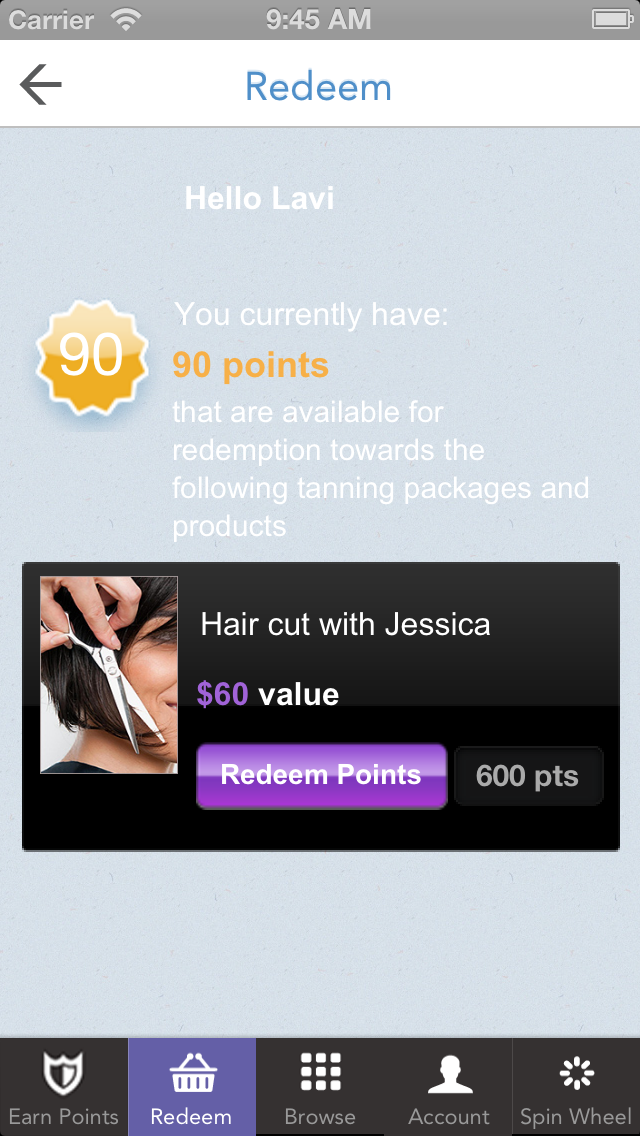 Carrier 9:45 AM
Redeem
Hello Lavi
90
You currently have:
90 points
that are available for
redemption towards the
following tanning packages and
products
Hair cut with Jessica
$60 value
Redeem Points 600 pts
Earn Points Redeem Browse Account Spin Wheel